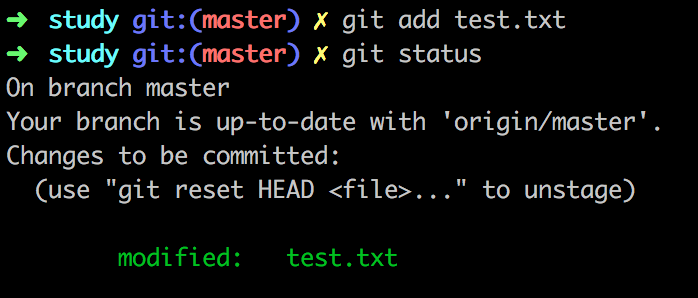 ➜ study git:(master) ✗ git add test.txt
➜ study git:(master) ✗ git status
On branch master
Your branch is up-to-date with 'origin/master'.
Changes to be committed:
  (use "git reset HEAD <file>..." to unstage)
        modified:   test.txt